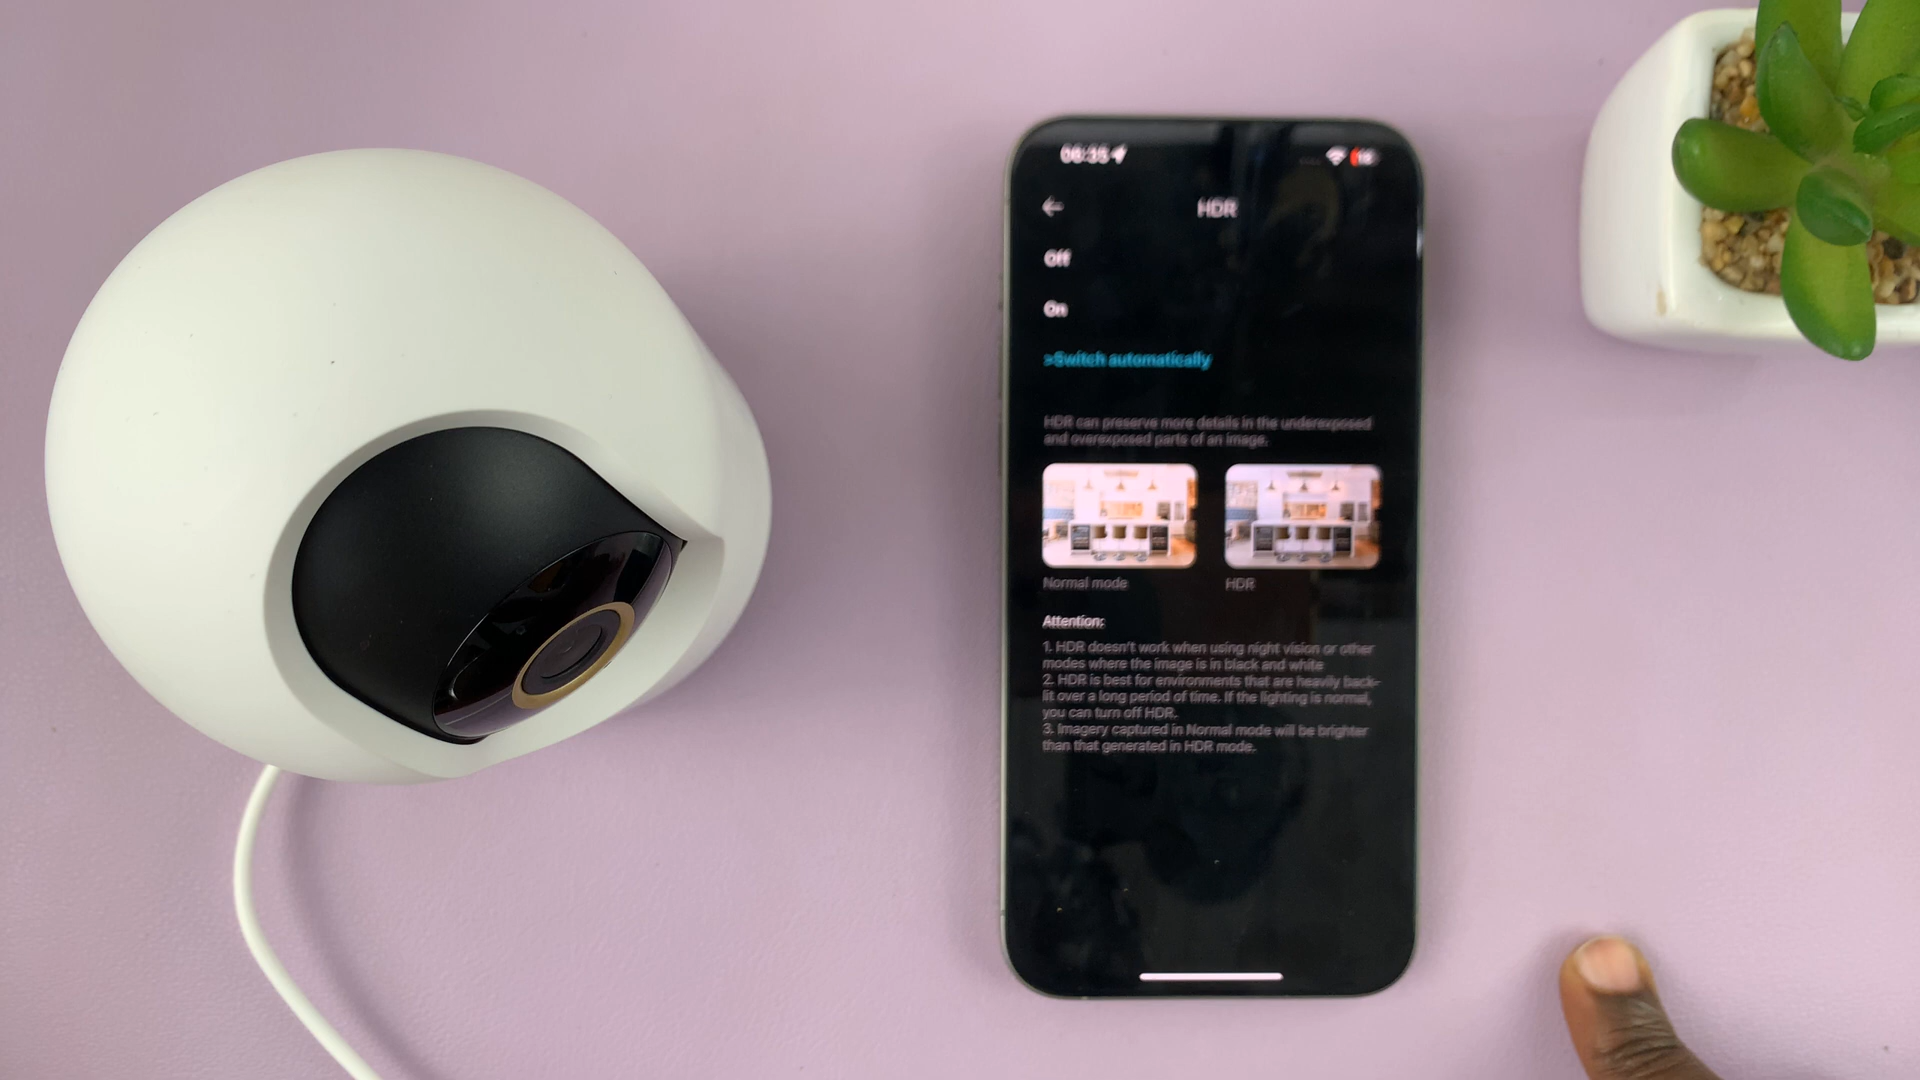 08:35
HDR
Off
On
>Switch automatically
HDR can preserve more details in the underexposed
and overexposed parts of an image.
Normal mode
HDR
Attention:
1. HDR doesn't work when using night vision or other
modes where the image is in black and white
2. HDR is best for environments that are heavily back-
lit over a long period of time. If the lighting is normal,
you can turn off HDR.
3. Imagery captured in Normal mode will be brighter
than that generated in HDR mode.